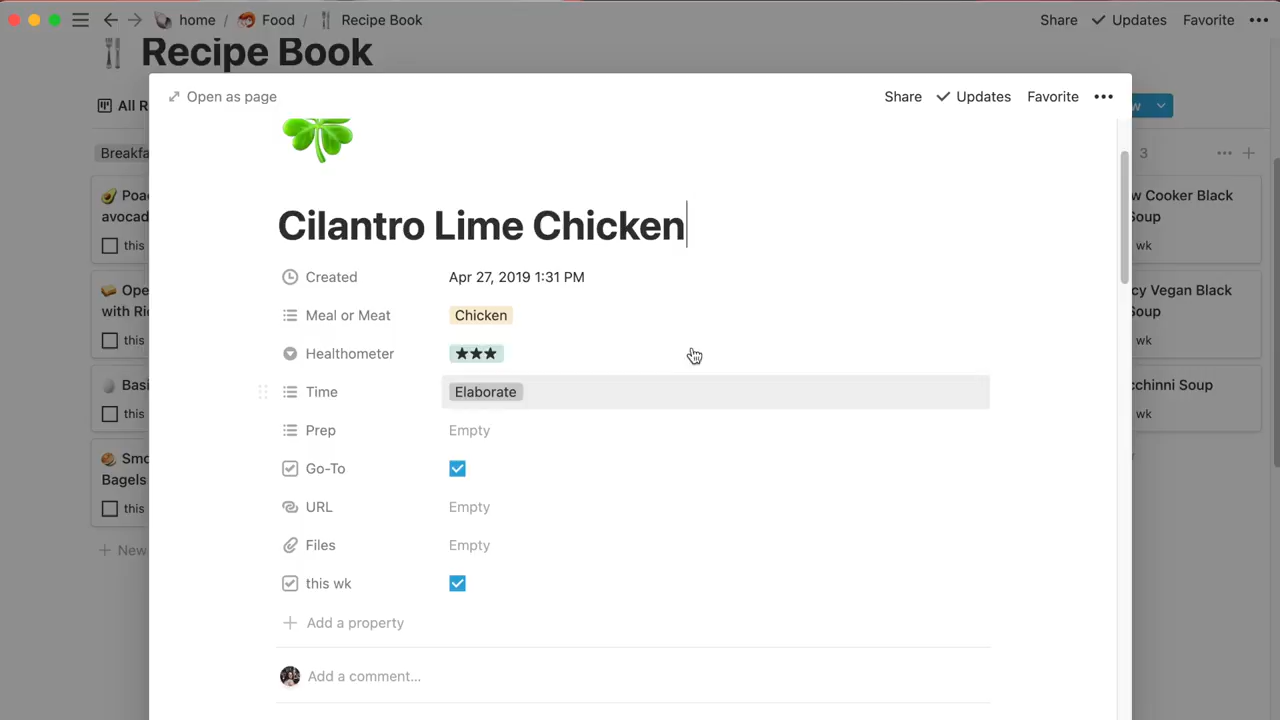 home / Food / Recipe Book
Share Updates Favorite
Recipe Book
Open as page
Share Updates Favorite
All R
w
Breakfa
3
Cilantro Lime Chicken
Poa
avocad
this
w Cooker Black
Soup
wk
Created Apr 27, 2019 1:31 PM
Meal or Meat Chicken
Healthometer ★★★
Time Elaborate
Prep Empty
Go-To
URL Empty
Files Empty
this wk
Add a property
Add a comment...
Ope
with Ri
this
cy Vegan Black
Soup
wk
Basi
this
cchinni Soup
wk
Smo
Bagels
this
New